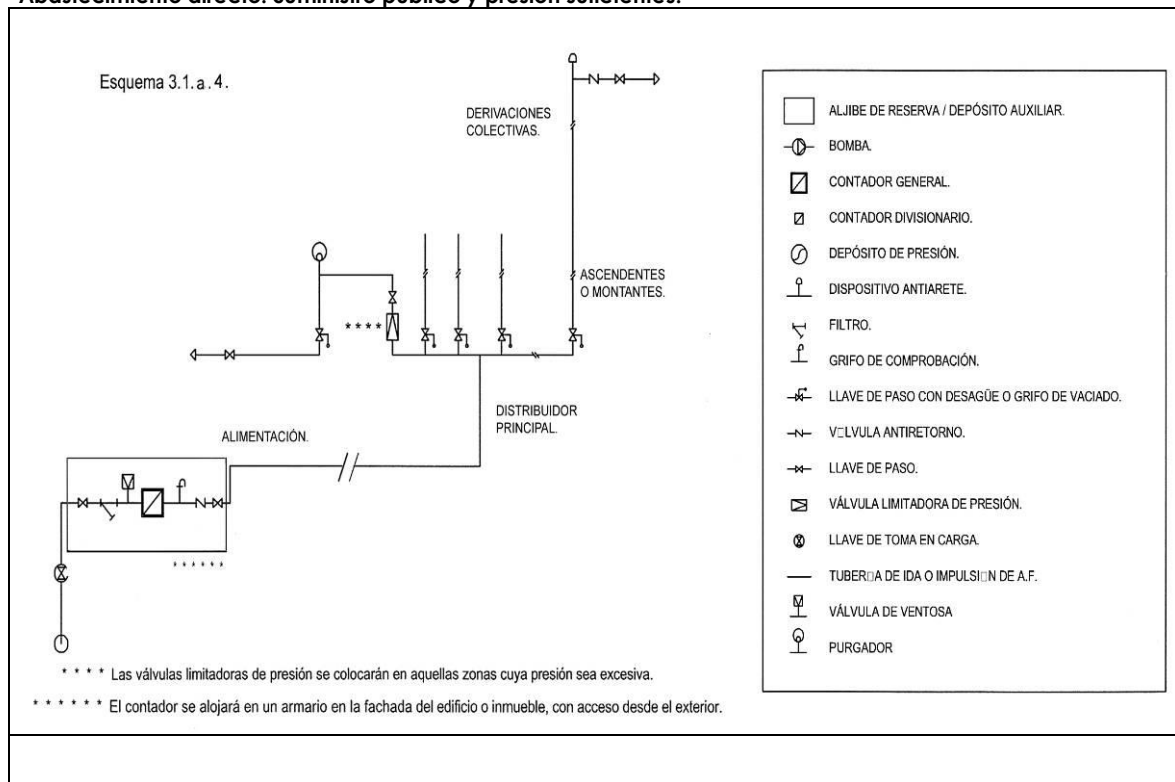 Abastecimiento directo. Suministro público y presión suficientes.
Esquema 3.1.a.4.
DERIVACIONES
COLECTIVAS.
ASCENDENTES
O MONTANTES.
* * * *
DISTRIBUIDOR
PRINCIPAL.
ALIMENTACIÓN.
* * * * * *
* * * * Las válvulas limitadoras de presión se colocarán en aquellas zonas cuya presión sea excesiva.
* * * * * * El contador se alojará en un armario en la fachada del edificio o inmueble, con acceso desde el exterior.
ALJIBE DE RESERVA / DEPÓSITO AUXILIAR.
BOMBA.
CONTADOR GENERAL.
CONTADOR DIVISIONARIO.
DEPÓSITO DE PRESIÓN.
DISPOSITIVO ANTIARETE.
FILTRO.
GRIFO DE COMPROBACIÓN.
LLAVE DE PASO CON DESAGÜE O GRIFO DE VACIADO.
V□LVULA ANTIRETORNO.
LLAVE DE PASO.
VÁLVULA LIMITADORA DE PRESIÓN.
LLAVE DE TOMA EN CARGA.
TUBER□A DE IDA O IMPULSI□N DE A.F.
VÁLVULA DE VENTOSA
PURGADOR